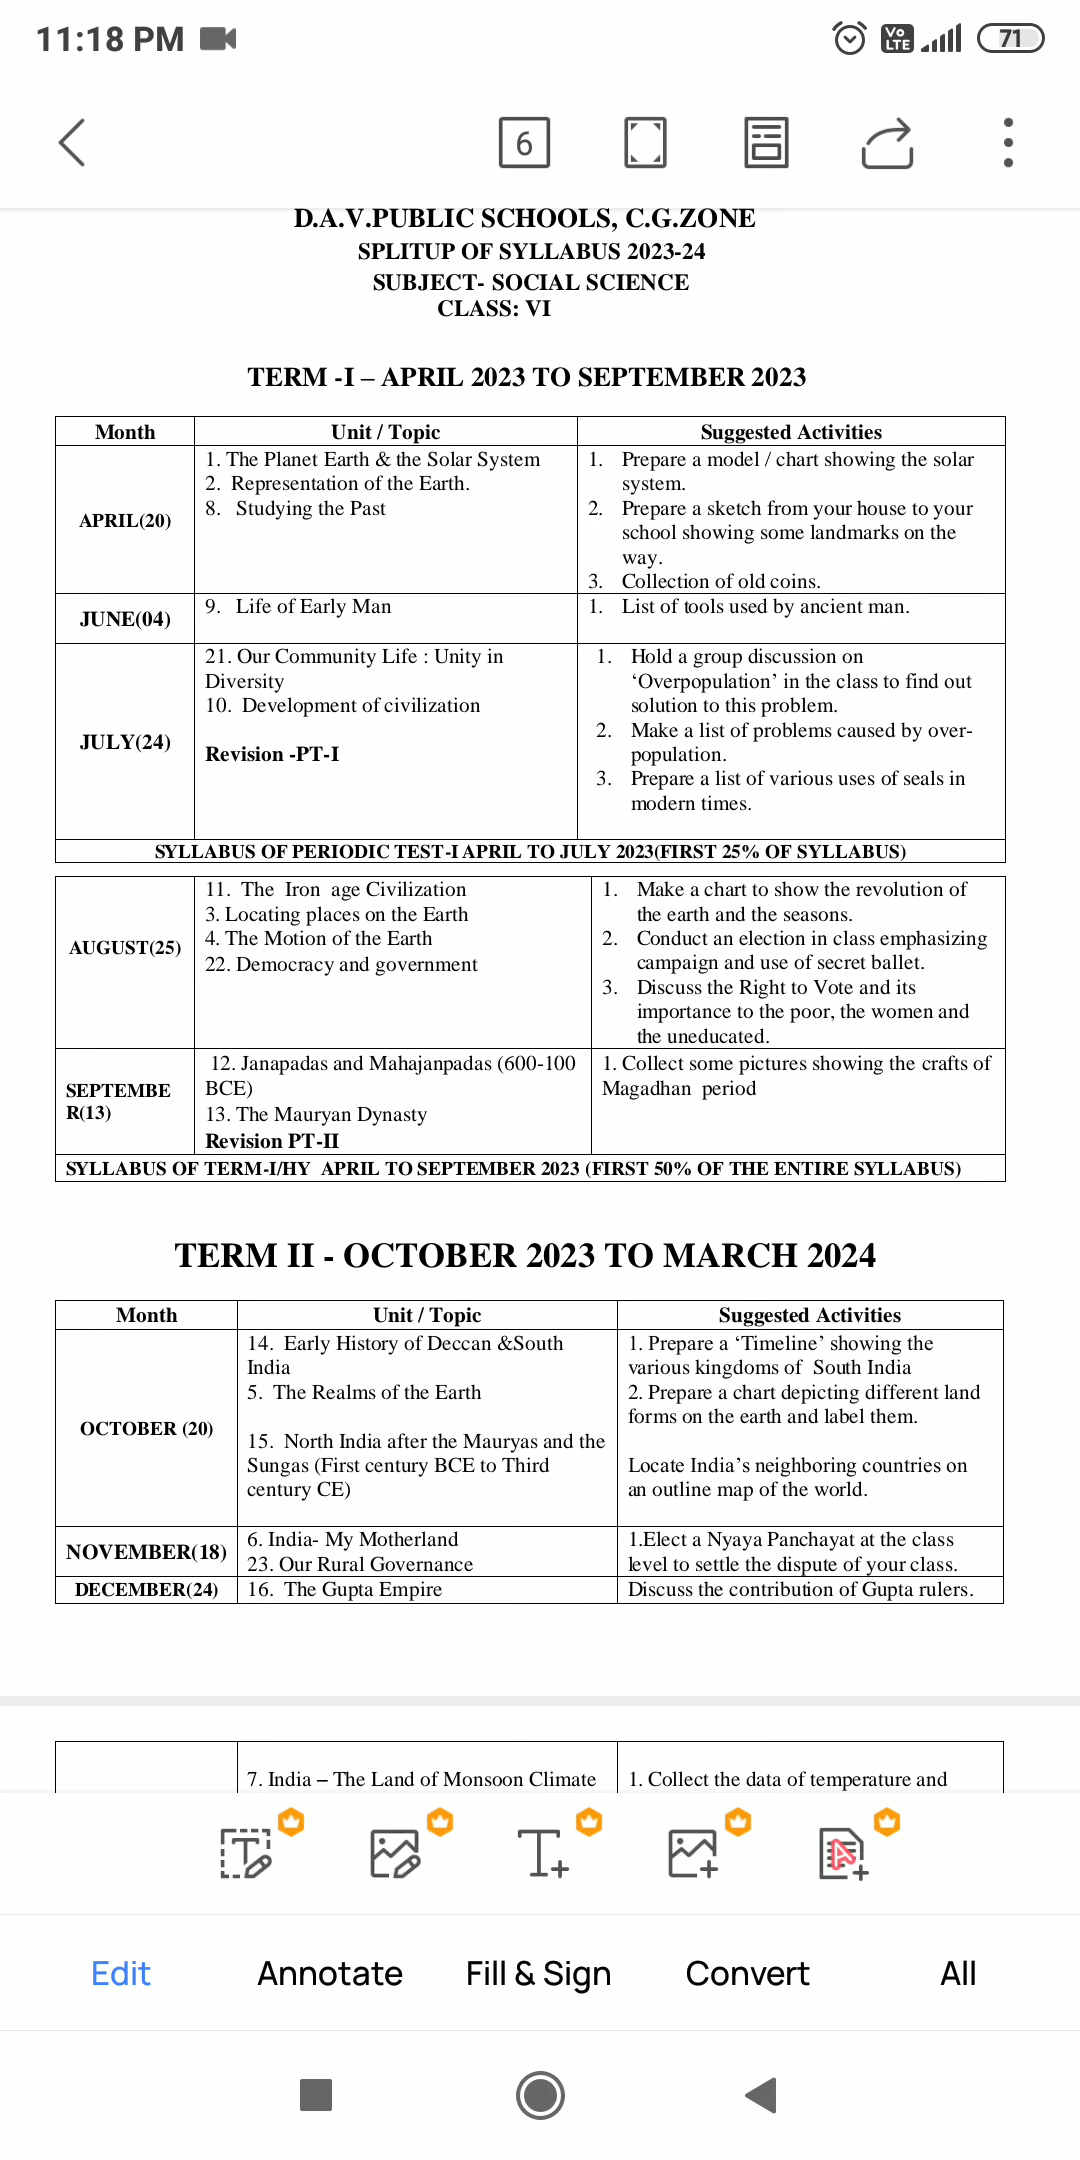 11:18 PM
Vo LTE
71
6
D.A.V.PUBLIC SCHOOLS, C.G.ZONE
SPLITUP OF SYLLABUS 2023-24
SUBJECT- SOCIAL SCIENCE
CLASS: VI
TERM -I – APRIL 2023 TO SEPTEMBER 2023
Month Unit / Topic Suggested Activities
APRIL(20)
1. The Planet Earth & the Solar System
2. Representation of the Earth.
8. Studying the Past
1. Prepare a model / chart showing the solar
system.
2. Prepare a sketch from your house to your
school showing some landmarks on the
way.
3. Collection of old coins.
JUNE(04)
9. Life of Early Man
1. List of tools used by ancient man.
JULY(24)
21. Our Community Life : Unity in
Diversity
10. Development of civilization
Revision -PT-I
1. Hold a group discussion on
‘Overpopulation’ in the class to find out
solution to this problem.
2. Make a list of problems caused by over-
population.
3. Prepare a list of various uses of seals in
modern times.
SYLLABUS OF PERIODIC TEST-I APRIL TO JULY 2023(FIRST 25% OF SYLLABUS)
AUGUST(25)
11. The Iron age Civilization
3. Locating places on the Earth
4. The Motion of the Earth
22. Democracy and government
1. Make a chart to show the revolution of
the earth and the seasons.
2. Conduct an election in class emphasizing
campaign and use of secret ballet.
3. Discuss the Right to Vote and its
importance to the poor, the women and
the uneducated.
SEPTEMBE
R(13)
12. Janapadas and Mahajanpadas (600-100
BCE)
13. The Mauryan Dynasty
Revision PT-II
1. Collect some pictures showing the crafts of
Magadhan period
SYLLABUS OF TERM-I/HY APRIL TO SEPTEMBER 2023 (FIRST 50% OF THE ENTIRE SYLLABUS)
TERM II - OCTOBER 2023 TO MARCH 2024
Month Unit / Topic Suggested Activities
OCTOBER (20)
14. Early History of Deccan &South
India
5. The Realms of the Earth
15. North India after the Mauryas and the
Sungas (First century BCE to Third
century CE)
1. Prepare a ‘Timeline’ showing the
various kingdoms of South India
2. Prepare a chart depicting different land
forms on the earth and label them.
Locate India’s neighboring countries on
an outline map of the world.
NOVEMBER(18)
6. India- My Motherland
23. Our Rural Governance
1.Elect a Nyaya Panchayat at the class
level to settle the dispute of your class.
DECEMBER(24)
16. The Gupta Empire
Discuss the contribution of Gupta rulers.
7. India – The Land of Monsoon Climate
1. Collect the data of temperature and
Edit Annotate Fill & Sign Convert All